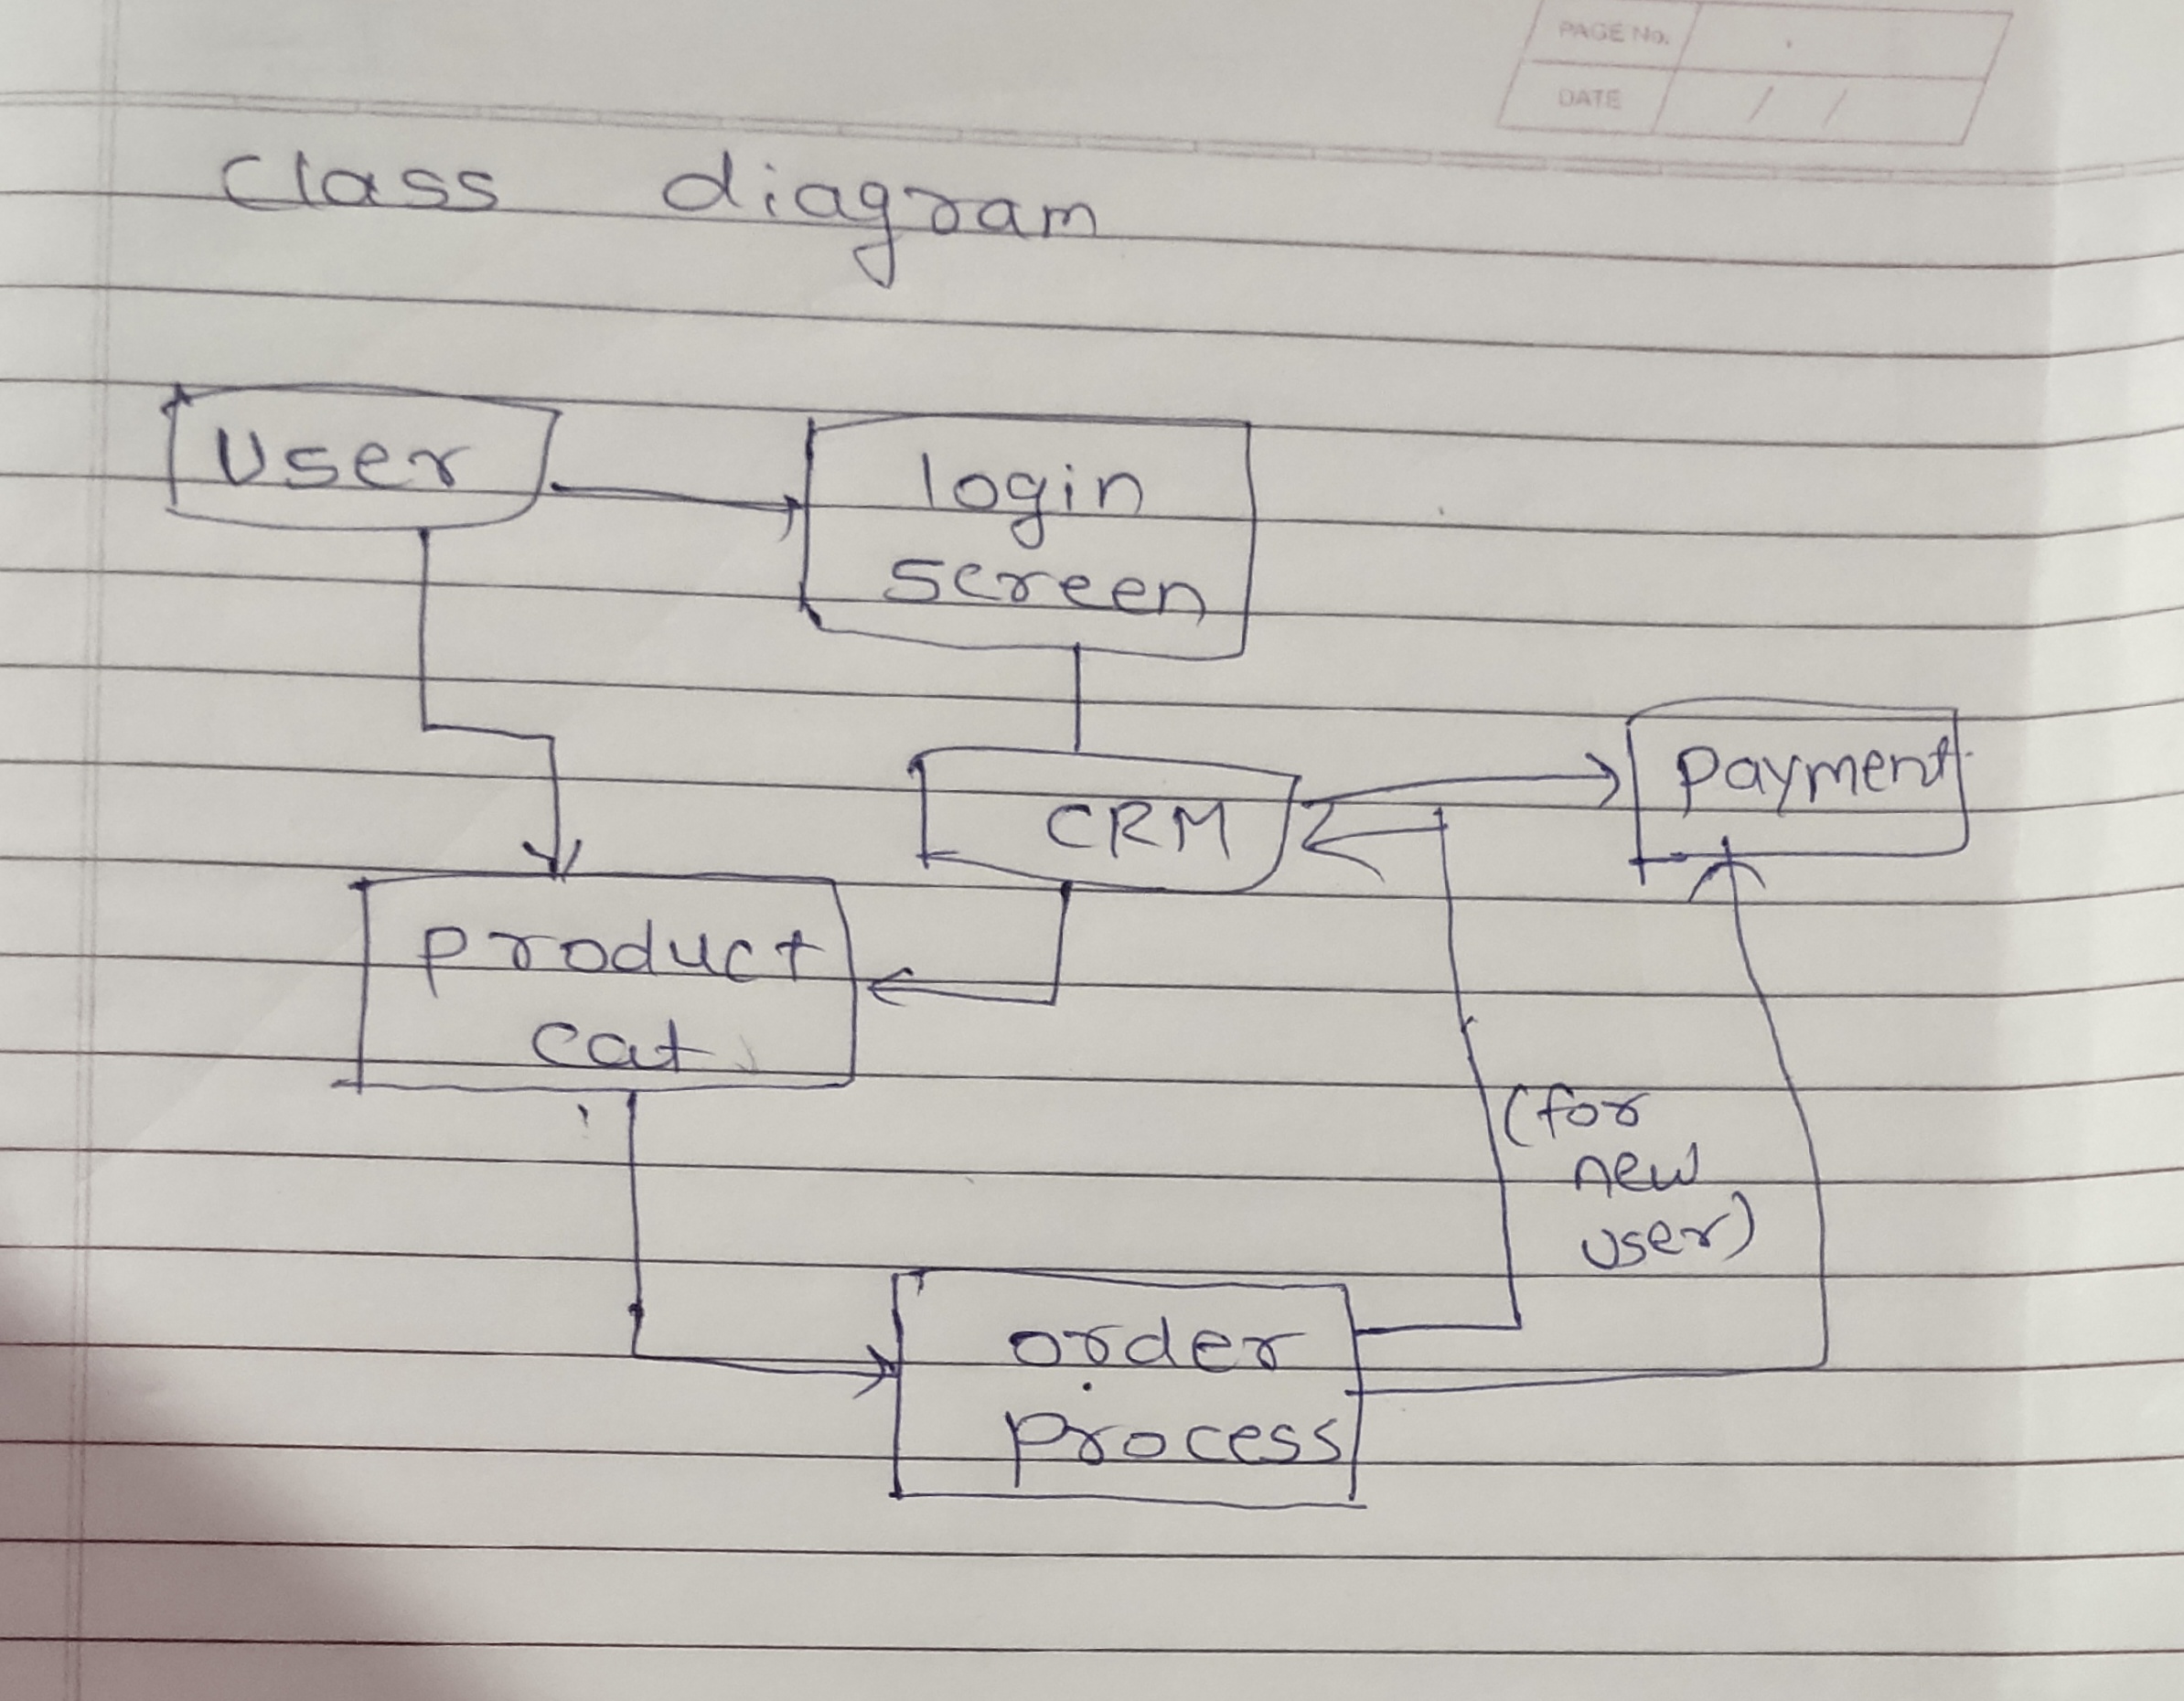 PAGE No.
DATE / /
class diagram
User
login
screen
payment
CRM
product
cat
(for
new
user)
order
process